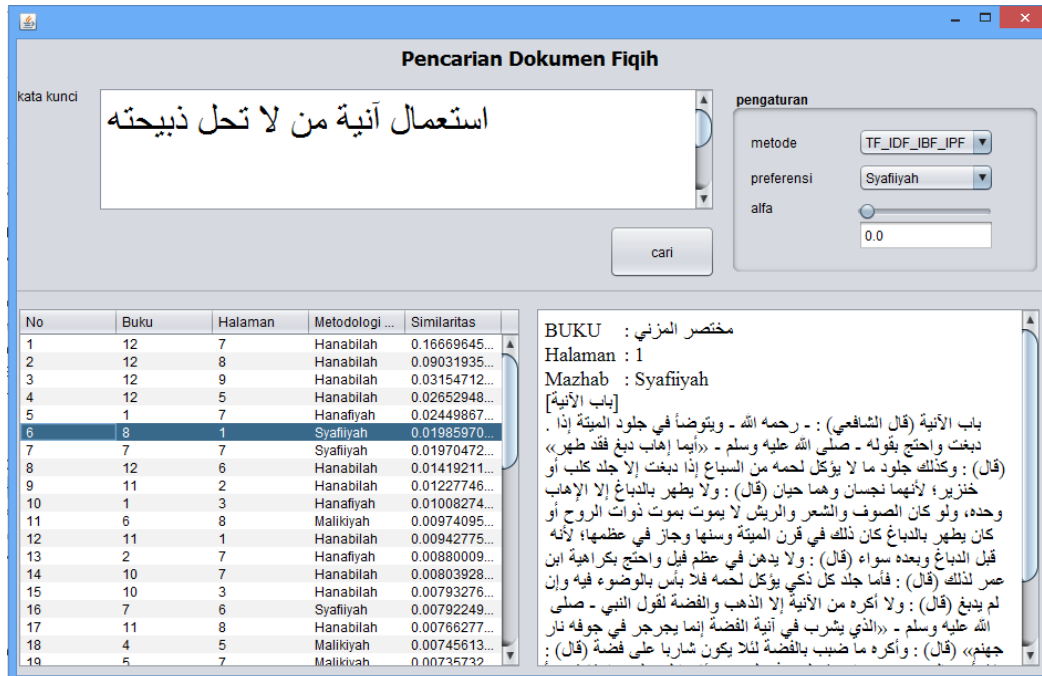 Pencarian Dokumen Fiqih
kata kunci
استعمال آنية من لا تحل ذبيحته
pengaturan
metode
TF_IDF_IBF_IPF
preferensi
Syafiiyah
alfa
0.0
cari
No Buku Halaman Metodologi ... Similaritas
1 12 7 Hanabilah 0.16669645...
2 12 8 Hanabilah 0.09031935...
3 12 9 Hanabilah 0.03154712...
4 12 5 Hanabilah 0.02652948...
5 1 7 Hanafiyah 0.02449867...
6 8 1 Syafiiyah 0.01985970...
7 7 7 Syafiiyah 0.01970472...
8 12 6 Hanabilah 0.01419211...
9 11 2 Hanabilah 0.01227746...
10 1 3 Hanafiyah 0.01008274...
11 6 8 Malikiyah 0.00974095...
12 11 1 Hanabilah 0.00942775...
13 2 7 Hanafiyah 0.00880009...
14 10 7 Hanabilah 0.00803928...
15 10 3 Hanabilah 0.00793276...
16 7 6 Syafiiyah 0.00792249...
17 11 8 Hanabilah 0.00766277...
18 4 5 Malikiyah 0.00745613...
19 5 7 Malikiyah 0.00735732...
BUKU : مختصر المزني
Halaman : 1
Mazhab : Syafiiyah
[باب الآنية]
باب الآنية (قال الشافعي) : - رحمه الله - ويتوضأ في جلود الميتة إذا .
دبغت واحتج بقوله - صلى الله عليه وسلم - «أيما إهاب دبغ فقد طهر»
(قال) : وكذلك جلود ما لا يؤكل لحمه من السباع إذا دبغت إلا جلد كلب أو
خنزير؛ لأنهما نجسان وهما حيان (قال) : ولا يطهر بالدباغ إلا الإهاب
وحده، ولو كان الصوف والشعر والريش لا يموت بموت ذوات الروح أو
كان يطهر بالدباغ كان ذلك في قرن الميتة وسنها وجاز في عظمها؛ لأنه
قبل الدباغ وبعده سواء (قال) : ولا يدهن في عظم فيل واحتج بكراهية ابن
عمر لذلك (قال) : فأما جلد كل ذكي يؤكل لحمه فلا بأس بالوضوء فيه وإن
لم يدبغ (قال) : ولا أكره من الآنية إلا الذهب والفضة لقول النبي - صلى
الله عليه وسلم - «الذي يشرب في آنية الفضة إنما يجرجر في جوفه نار
جهنم» (قال) : وأكره ما ضبب بالفضة لئلا يكون شاربا على فضة (قال) :